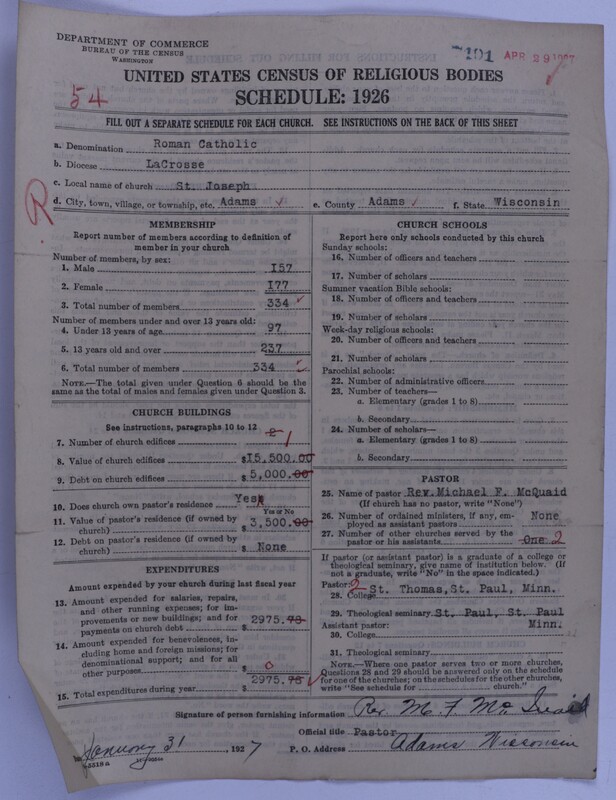 DEPARTMENT OF COMMERCE
BUREAU OF THE CENSUS
WASHINGTON
101 APR 29 1927
UNITED STATES CENSUS OF RELIGIOUS BODIES
54
SCHEDULE: 1926
FILL OUT A SEPARATE SCHEDULE FOR EACH CHURCH. SEE INSTRUCTIONS ON THE BACK OF THIS SHEET
a. Denomination Roman Catholic
b. Diocese LaCrosse
c. Local name of church St. Joseph
d. City, town, village, or township, etc. Adams ✓ e. County Adams ✓ f. State Wisconsin
R
MEMBERSHIP
Report number of members according to definition of
member in your church
Number of members, by sex:
1. Male 157
2. Female 177
3. Total number of members 334 ✓
Number of members under and over 13 years old:
4. Under 13 years of age 97
5. 13 years old and over 237
6. Total number of members 334 ✓
NOTE.—The total given under Question 6 should be the
same as the total of males and females given under Question 3.
CHURCH BUILDINGS
See instructions, paragraphs 10 to 12
7. Number of church edifices 2 1
8. Value of church edifices $15,500.00
9. Debt on church edifices $5,000.00
10. Does church own pastor's residence Yes
Yes or No
11. Value of pastor's residence (if owned by
church) $3,500.00
12. Debt on pastor's residence (if owned by
church) $ None
EXPENDITURES
Amount expended by your church during last fiscal year
13. Amount expended for salaries, repairs,
and other running expenses; for im-
provements or new buildings; and for
payments on church debt $2975.78
14. Amount expended for benevolences, in-
cluding home and foreign missions; for
denominational support; and for all
other purposes $ 0
15. Total expenditures during year $2975.78 ✓
CHURCH SCHOOLS
Report here only schools conducted by this church
Sunday schools:
16. Number of officers and teachers
17. Number of scholars
Summer vacation Bible schools:
18. Number of officers and teachers
19. Number of scholars
Week-day religious schools:
20. Number of officers and teachers
21. Number of scholars
Parochial schools:
22. Number of administrative officers
23. Number of teachers—
a. Elementary (grades 1 to 8)
b. Secondary
24. Number of scholars—
a. Elementary (grades 1 to 8)
b. Secondary
PASTOR
25. Name of pastor Rev. Michael F. McQuaid
(If church has no pastor, write "None")
26. Number of ordained ministers, if any, em-
ployed as assistant pastors None
27. Number of other churches served by the
pastor or his assistants One 2
If pastor (or assistant pastor) is a graduate of a college or
theological seminary, give name of institution below. (If
not a graduate, write "No" in the space indicated.)
Pastor: 2
28. College St. Thomas, St. Paul, Minn.
29. Theological seminary St. Paul, St. Paul
Assistant pastor: Minn.
30. College
31. Theological seminary
NOTE.—Where one pastor serves two or more churches,
Questions 28 and 29 should be answered only on the schedule
for one of the churches; on the schedules for the other churches,
write "See schedule for church."
Signature of person furnishing information Rev M F McQuaid
Official title Pastor
January 31, 1927 P. O. Address Adams Wisconsin